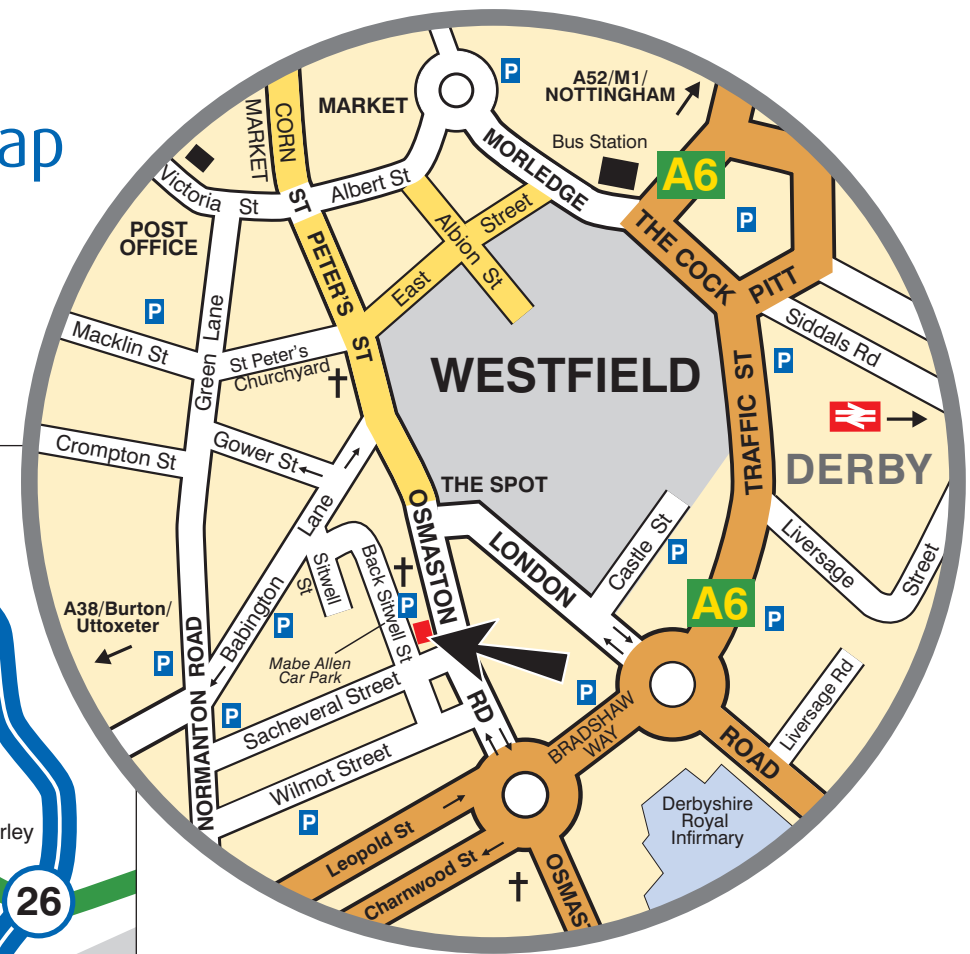 ap
MARKET
CORN
MARKET
P
A52/M1/
NOTTINGHAM
Bus Station
MORLEDGE
A6
Victoria St
ST PETER'S ST
Albert St
POST
OFFICE
East Street
Albion St
P
THE COCK PITT
P
Macklin St
Green Lane
St Peter's
Churchyard
WESTFIELD
Siddals Rd
P
TRAFFIC ST
DERBY
Crompton St
Gower St
THE SPOT
OSMASTON RD
LONDON ROAD
Castle St
P
Liversage Street
Babington Lane
Sitwell St
Back Sitwell St
P
A6
P
A38/Burton/
Uttoxeter
P
P
NORMANTON ROAD
Mabe Allen
Car Park
Sacheveral Street
P
P
BRADSHAW
WAY
Liversage Rd
Wilmot Street
P
Derbyshire
Royal
Infirmary
Leopold St
Charnwood St
OSMAS
rley
26